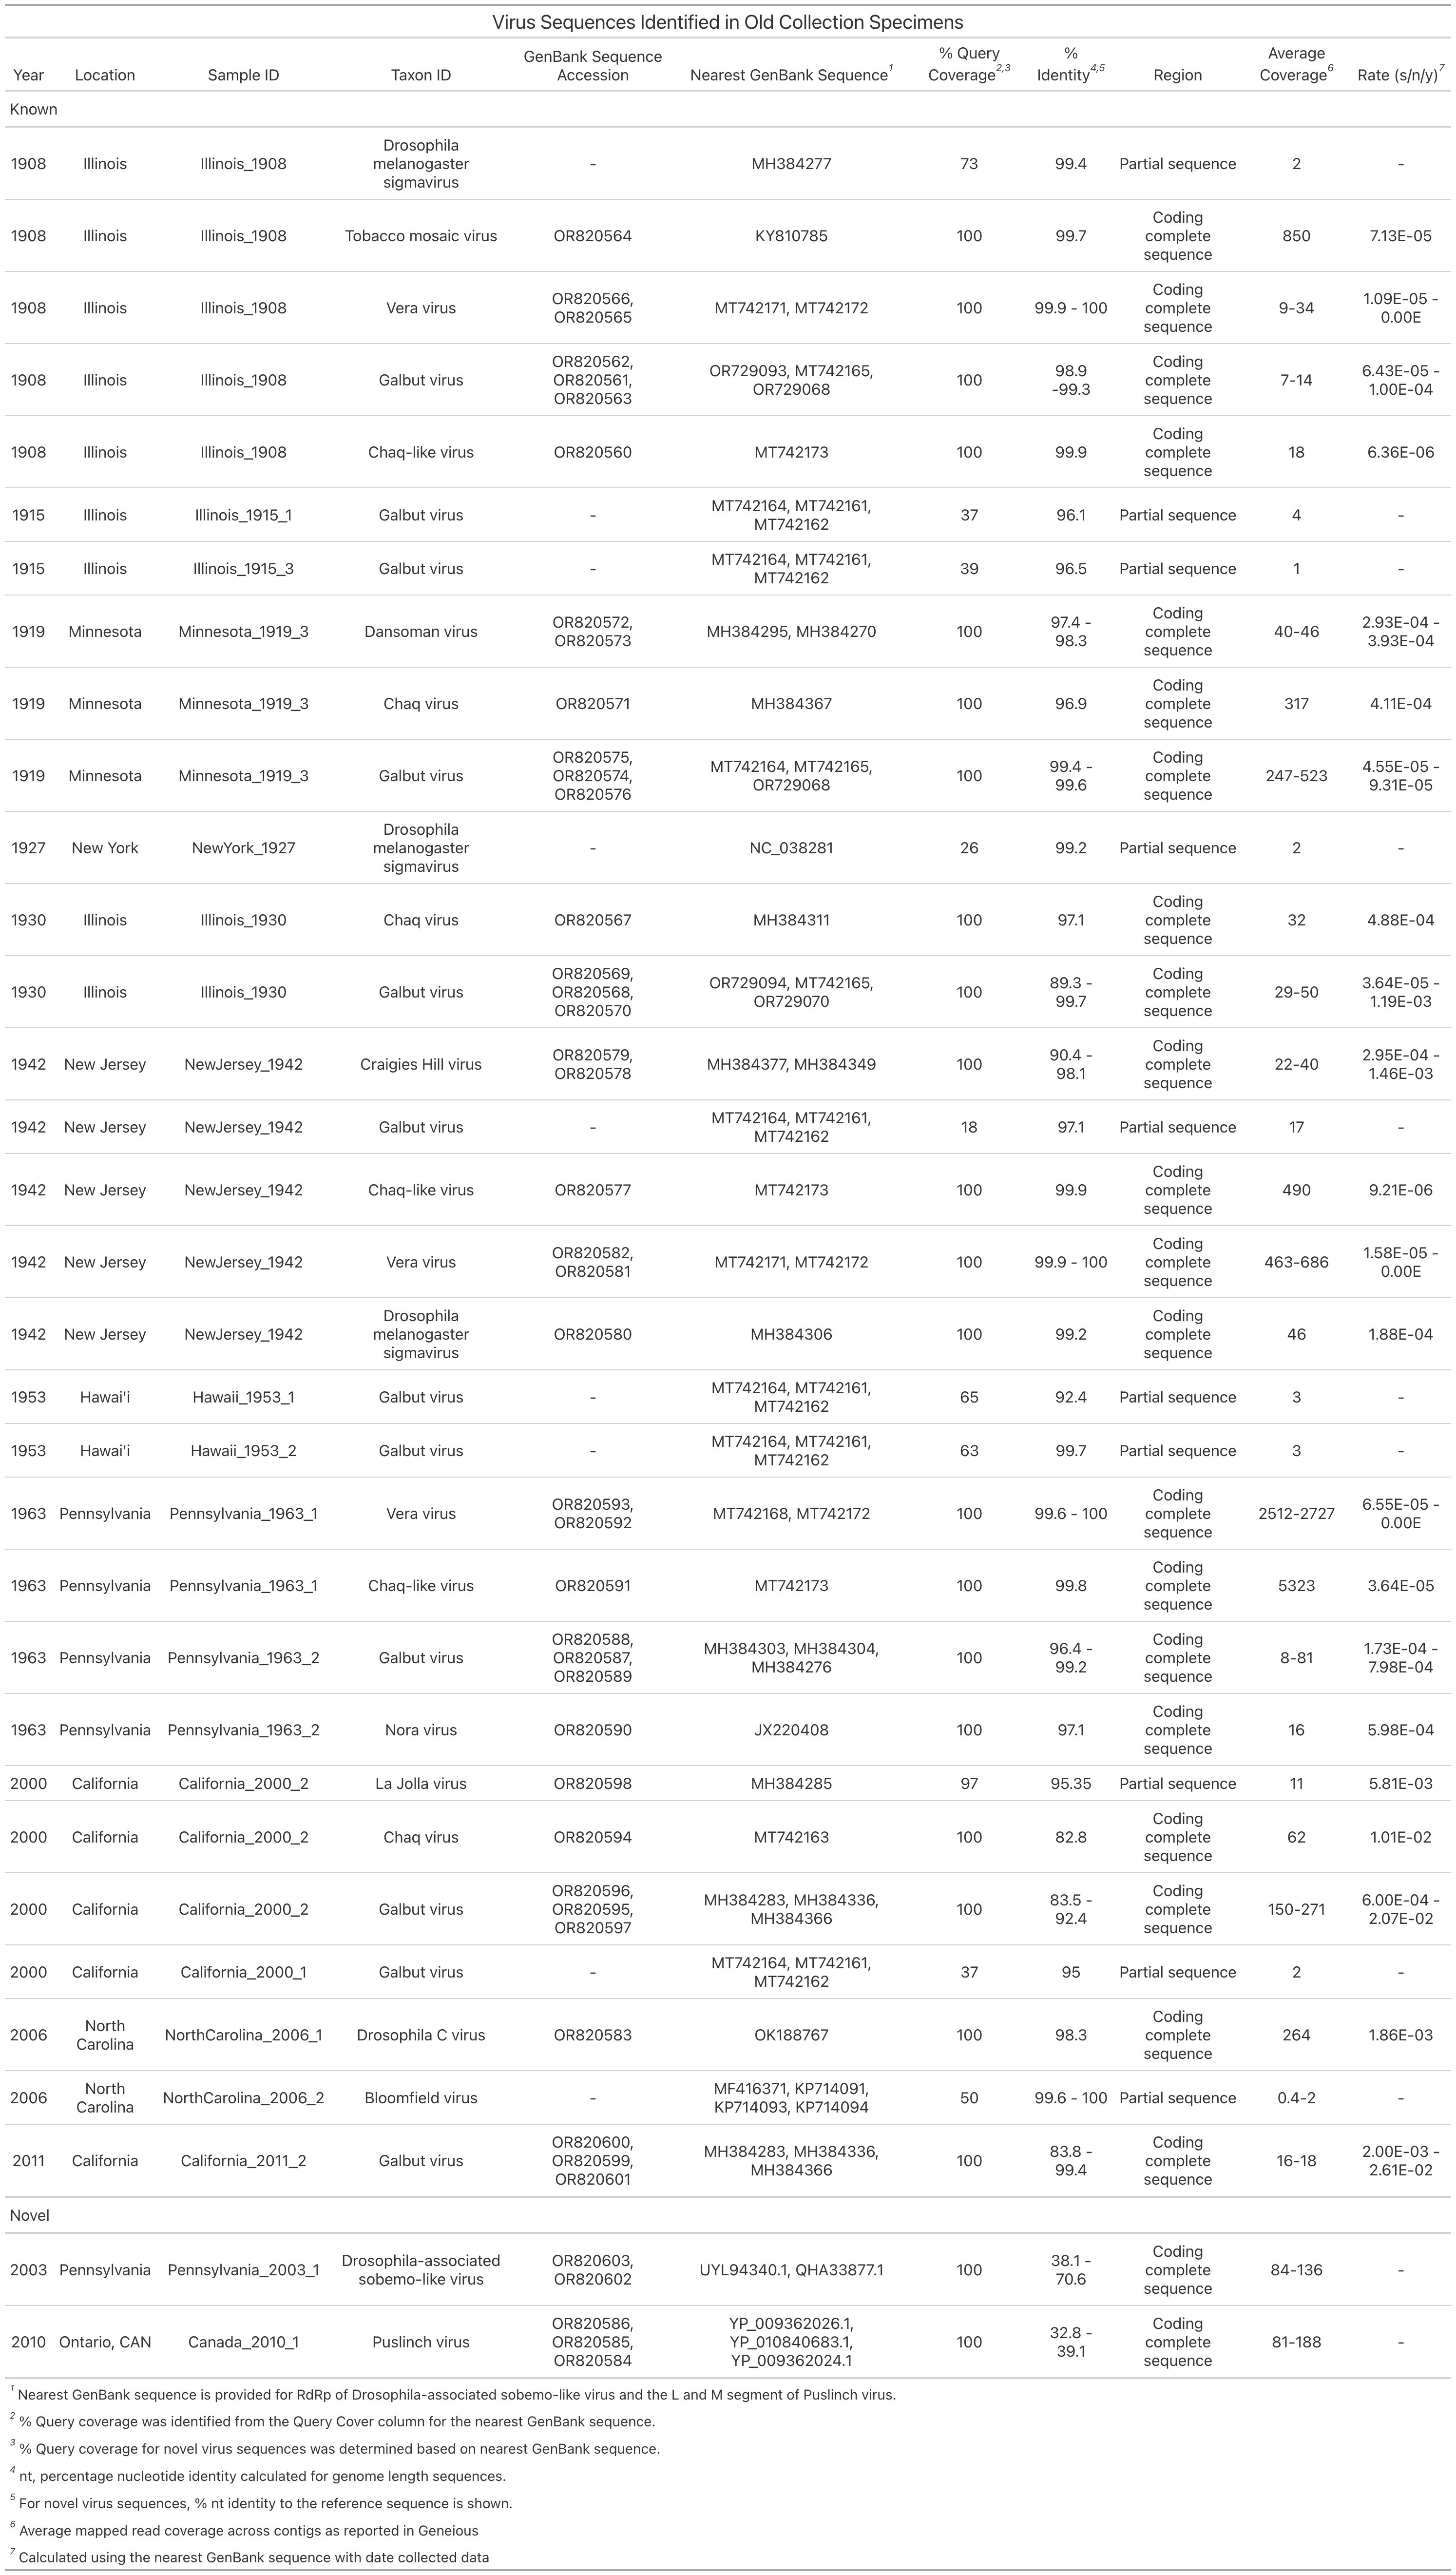 Virus Sequences Identified in Old Collection Specimens
Year Location Sample ID Taxon ID GenBank Sequence Accession Nearest GenBank Sequence1 % Query Coverage2,3 % Identity4,5 Region Average Coverage6 Rate (s/n/y)7
Known
1908 Illinois Illinois_1908 Drosophila melanogaster sigmavirus - MH384277 73 99.4 Partial sequence 2 -
1908 Illinois Illinois_1908 Tobacco mosaic virus OR820564 KY810785 100 99.7 Coding complete sequence 850 7.13E-05
1908 Illinois Illinois_1908 Vera virus OR820566, OR820565 MT742171, MT742172 100 99.9 - 100 Coding complete sequence 9-34 1.09E-05 - 0.00E
1908 Illinois Illinois_1908 Galbut virus OR820562, OR820561, OR820563 OR729093, MT742165, OR729068 100 98.9 -99.3 Coding complete sequence 7-14 6.43E-05 - 1.00E-04
1908 Illinois Illinois_1908 Chaq-like virus OR820560 MT742173 100 99.9 Coding complete sequence 18 6.36E-06
1915 Illinois Illinois_1915_1 Galbut virus - MT742164, MT742161, MT742162 37 96.1 Partial sequence 4 -
1915 Illinois Illinois_1915_3 Galbut virus - MT742164, MT742161, MT742162 39 96.5 Partial sequence 1 -
1919 Minnesota Minnesota_1919_3 Dansoman virus OR820572, OR820573 MH384295, MH384270 100 97.4 - 98.3 Coding complete sequence 40-46 2.93E-04 - 3.93E-04
1919 Minnesota Minnesota_1919_3 Chaq virus OR820571 MH384367 100 96.9 Coding complete sequence 317 4.11E-04
1919 Minnesota Minnesota_1919_3 Galbut virus OR820575, OR820574, OR820576 MT742164, MT742165, OR729068 100 99.4 - 99.6 Coding complete sequence 247-523 4.55E-05 - 9.31E-05
1927 New York NewYork_1927 Drosophila melanogaster sigmavirus - NC_038281 26 99.2 Partial sequence 2 -
1930 Illinois Illinois_1930 Chaq virus OR820567 MH384311 100 97.1 Coding complete sequence 32 4.88E-04
1930 Illinois Illinois_1930 Galbut virus OR820569, OR820568, OR820570 OR729094, MT742165, OR729070 100 89.3 - 99.7 Coding complete sequence 29-50 3.64E-05 - 1.19E-03
1942 New Jersey NewJersey_1942 Craigies Hill virus OR820579, OR820578 MH384377, MH384349 100 90.4 - 98.1 Coding complete sequence 22-40 2.95E-04 - 1.46E-03
1942 New Jersey NewJersey_1942 Galbut virus - MT742164, MT742161, MT742162 18 97.1 Partial sequence 17 -
1942 New Jersey NewJersey_1942 Chaq-like virus OR820577 MT742173 100 99.9 Coding complete sequence 490 9.21E-06
1942 New Jersey NewJersey_1942 Vera virus OR820582, OR820581 MT742171, MT742172 100 99.9 - 100 Coding complete sequence 463-686 1.58E-05 - 0.00E
1942 New Jersey NewJersey_1942 Drosophila melanogaster sigmavirus OR820580 MH384306 100 99.2 Coding complete sequence 46 1.88E-04
1953 Hawai'i Hawaii_1953_1 Galbut virus - MT742164, MT742161, MT742162 65 92.4 Partial sequence 3 -
1953 Hawai'i Hawaii_1953_2 Galbut virus - MT742164, MT742161, MT742162 63 99.7 Partial sequence 3 -
1963 Pennsylvania Pennsylvania_1963_1 Vera virus OR820593, OR820592 MT742168, MT742172 100 99.6 - 100 Coding complete sequence 2512-2727 6.55E-05 - 0.00E
1963 Pennsylvania Pennsylvania_1963_1 Chaq-like virus OR820591 MT742173 100 99.8 Coding complete sequence 5323 3.64E-05
1963 Pennsylvania Pennsylvania_1963_2 Galbut virus OR820588, OR820587, OR820589 MH384303, MH384304, MH384276 100 96.4 - 99.2 Coding complete sequence 8-81 1.73E-04 - 7.98E-04
1963 Pennsylvania Pennsylvania_1963_2 Nora virus OR820590 JX220408 100 97.1 Coding complete sequence 16 5.98E-04
2000 California California_2000_2 La Jolla virus OR820598 MH384285 97 95.35 Partial sequence 11 5.81E-03
2000 California California_2000_2 Chaq virus OR820594 MT742163 100 82.8 Coding complete sequence 62 1.01E-02
2000 California California_2000_2 Galbut virus OR820596, OR820595, OR820597 MH384283, MH384336, MH384366 100 83.5 - 92.4 Coding complete sequence 150-271 6.00E-04 - 2.07E-02
2000 California California_2000_1 Galbut virus - MT742164, MT742161, MT742162 37 95 Partial sequence 2 -
2006 North Carolina NorthCarolina_2006_1 Drosophila C virus OR820583 OK188767 100 98.3 Coding complete sequence 264 1.86E-03
2006 North Carolina NorthCarolina_2006_2 Bloomfield virus - MF416371, KP714091, KP714093, KP714094 50 99.6 - 100 Partial sequence 0.4-2 -
2011 California California_2011_2 Galbut virus OR820600, OR820599, OR820601 MH384283, MH384336, MH384366 100 83.8 - 99.4 Coding complete sequence 16-18 2.00E-03 - 2.61E-02
Novel
2003 Pennsylvania Pennsylvania_2003_1 Drosophila-associated sobemo-like virus OR820603, OR820602 UYL94340.1, QHA33877.1 100 38.1 - 70.6 Coding complete sequence 84-136 -
2010 Ontario, CAN Canada_2010_1 Puslinch virus OR820586, OR820585, OR820584 YP_009362026.1, YP_010840683.1, YP_009362024.1 100 32.8 - 39.1 Coding complete sequence 81-188 -
1 Nearest GenBank sequence is provided for RdRp of Drosophila-associated sobemo-like virus and the L and M segment of Puslinch virus.
2 % Query coverage was identified from the Query Cover column for the nearest GenBank sequence.
3 % Query coverage for novel virus sequences was determined based on nearest GenBank sequence.
4 nt, percentage nucleotide identity calculated for genome length sequences.
5 For novel virus sequences, % nt identity to the reference sequence is shown.
6 Average mapped read coverage across contigs as reported in Geneious
7 Calculated using the nearest GenBank sequence with date collected data